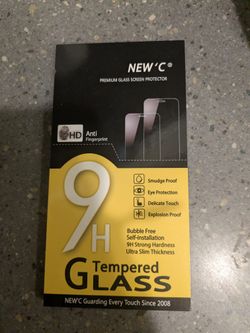 NEW'C®
PREMIUM GLASS SCREEN PROTECTOR
HD
Anti
Fingerprint
Smudge Proof
Eye Protection
Delicate Touch
Explosion Proof
9H
Bubble Free
Self-installation
9H Strong Hardness
Ultra Slim Thickness
Tempered
GLASS
NEW'C Guarding Every Touch Since 2008